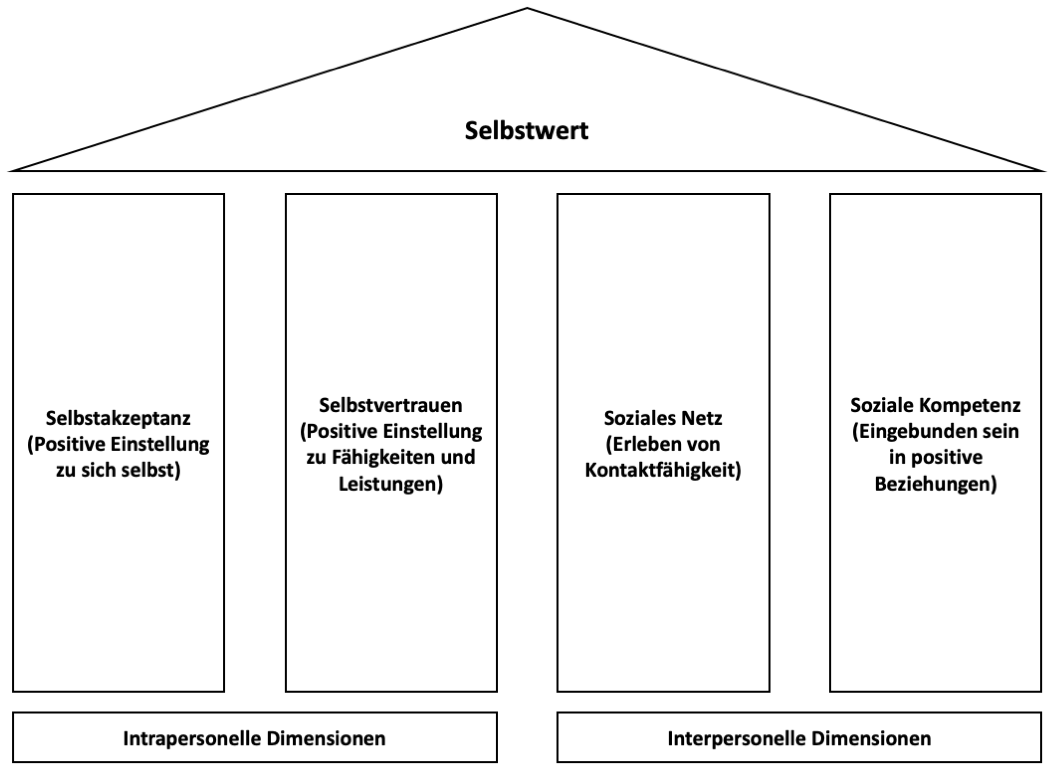 Selbstwert
Selbstakzeptanz
(Positive Einstellung
zu sich selbst)
Selbstvertrauen
(Positive Einstellung
zu Fähigkeiten und
Leistungen)
Soziales Netz
(Erleben von
Kontaktfähigkeit)
Soziale Kompetenz
(Eingebunden sein
in positive
Beziehungen)
Intrapersonelle Dimensionen
Interpersonelle Dimensionen